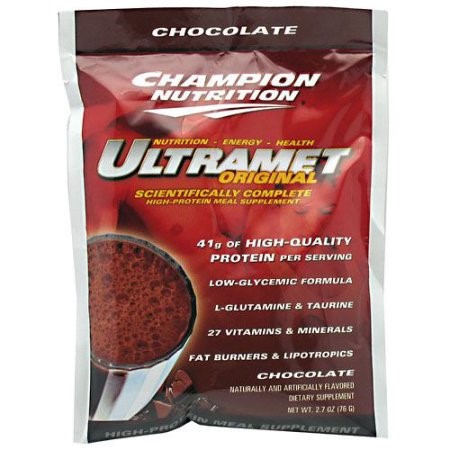 CHOCOLATE
CHAMPION
NUTRITION
NUTRITION - ENERGY - HEALTH
ULTRAMET
ORIGINAL
SCIENTIFICALLY COMPLETE
HIGH-PROTEIN MEAL SUPPLEMENT
41g OF HIGH-QUALITY
PROTEIN PER SERVING
LOW-GLYCEMIC FORMULA
L-GLUTAMINE & TAURINE
27 VITAMINS & MINERALS
FAT BURNERS & LIPOTROPICS
CHOCOLATE
NATURALLY AND ARTIFICIALLY FLAVORED
DIETARY SUPPLEMENT
NET WT. 2.7 OZ (76 G)
HIGH-PROTEIN MEAL SUPPLEMENT